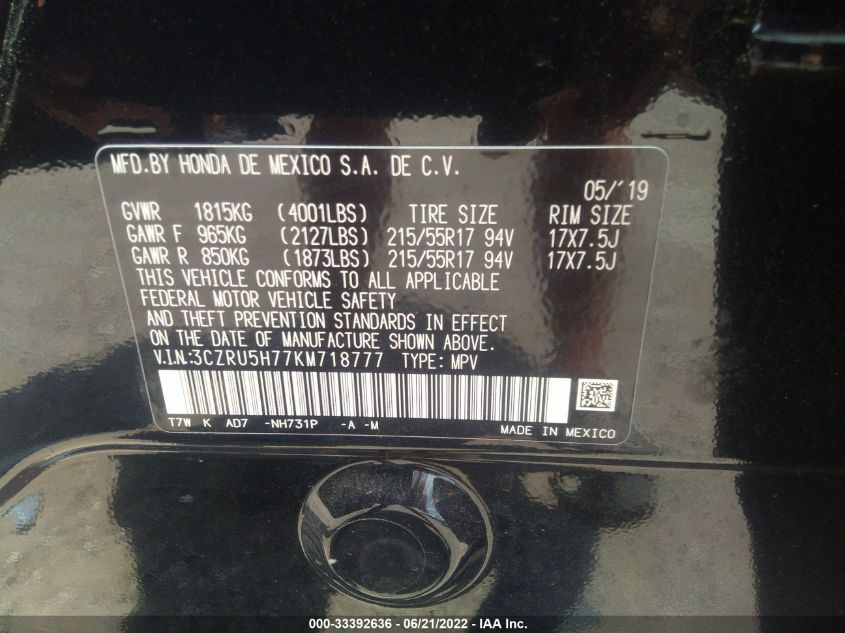 MFD.BY HONDA DE MEXICO S.A. DE C.V.
05/'19
GVWR 1815KG (4001LBS) TIRE SIZE RIM SIZE
GAWR F 965KG (2127LBS) 215/55R17 94V 17X7.5J
GAWR R 850KG (1873LBS) 215/55R17 94V 17X7.5J
THIS VEHICLE CONFORMS TO ALL APPLICABLE
FEDERAL MOTOR VEHICLE SAFETY
AND THEFT PREVENTION STANDARDS IN EFFECT
ON THE DATE OF MANUFACTURE SHOWN ABOVE.
V.I.N.:3CZRU5H77KM718777 TYPE: MPV
T7W K AD7 -NH731P -A -M
MADE IN MEXICO
000-33392636 - 06/21/2022 - IAA Inc.